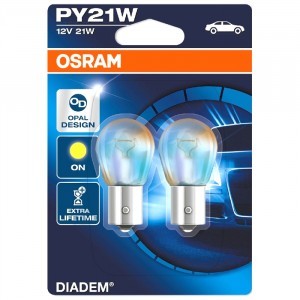 PY21W
12V 21W
OSRAM
OD
OPAL
DESIGN
ON
EXTRA
LIFETIME
DIADEM®